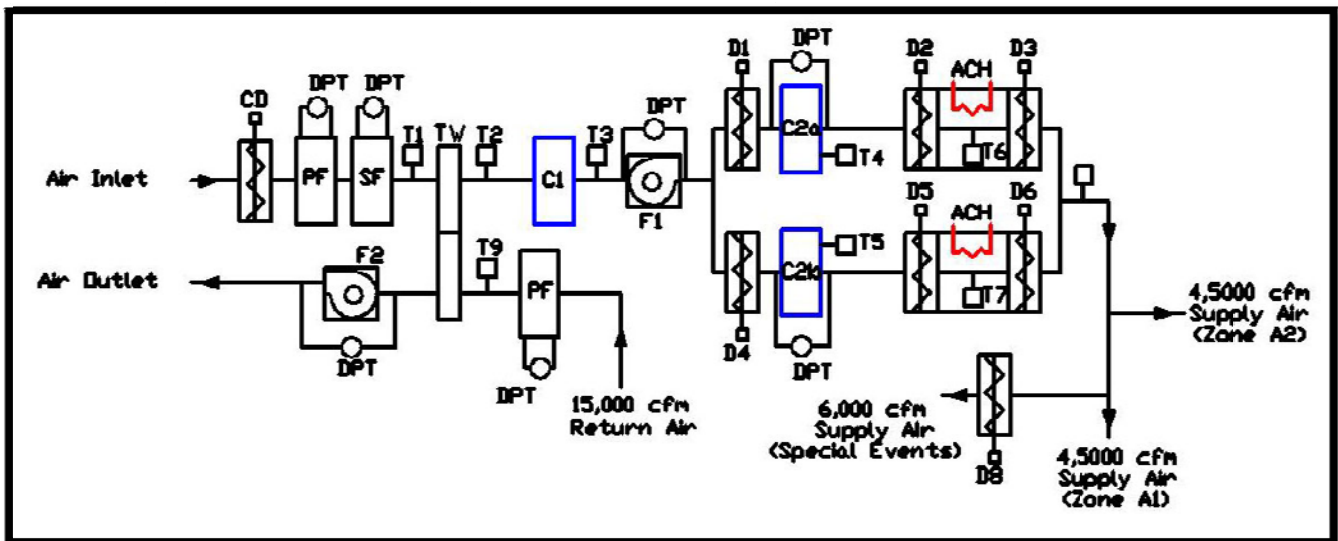 D1
DPT
D2
ACH
D3
CD
DPT
DPT
DPT
T1
TW
T2
T3
C2a
T4
T6
Air Inlet
PF
SF
C1
F1
D5
ACH
D6
F2
T9
T5
Air Outlet
PF
C2b
T7
4,5000 cfm
Supply Air
(Zone A2)
DPT
DPT
D4
DPT
15,000 cfm
Return Air
6,000 cfm
Supply Air
(Special Events)
D8
4,5000 cfm
Supply Air
(Zone A1)